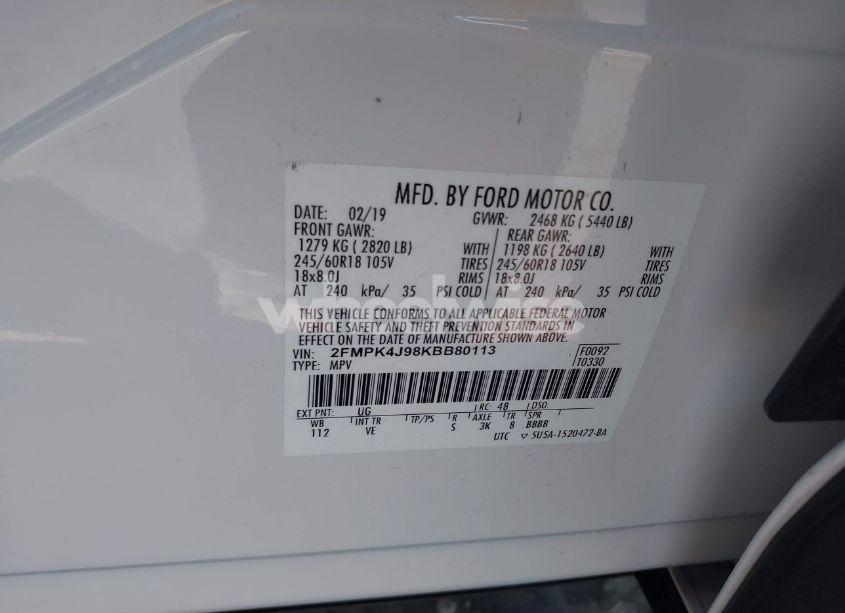 MFD. BY FORD MOTOR CO.
DATE: 02/19 GVWR: 2468 KG ( 5440 LB)
FRONT GAWR: REAR GAWR:
1279 KG ( 2820 LB) WITH 1198 KG ( 2640 LB) WITH
245/60R18 105V TIRES 245/60R18 105V TIRES
18x8.0J RIMS 18x8.0J RIMS
AT 240 kPa/ 35 PSI COLD AT 240 kPa/ 35 PSI COLD
THIS VEHICLE CONFORMS TO ALL APPLICABLE FEDERAL MOTOR
VEHICLE SAFETY AND THEFT PREVENTION STANDARDS IN
EFFECT ON THE DATE OF MANUFACTURE SHOWN ABOVE.
VIN: 2FMPK4J98KBB80113 F0092
TYPE: MPV T0330
EXT PNT: UG RC: 48 DSO:
WB INT TR TP/PS R AXLE TR SPR
112 VE S 3K 8 BBBB
UTC 5U5A-1520472-BA
wheelwire